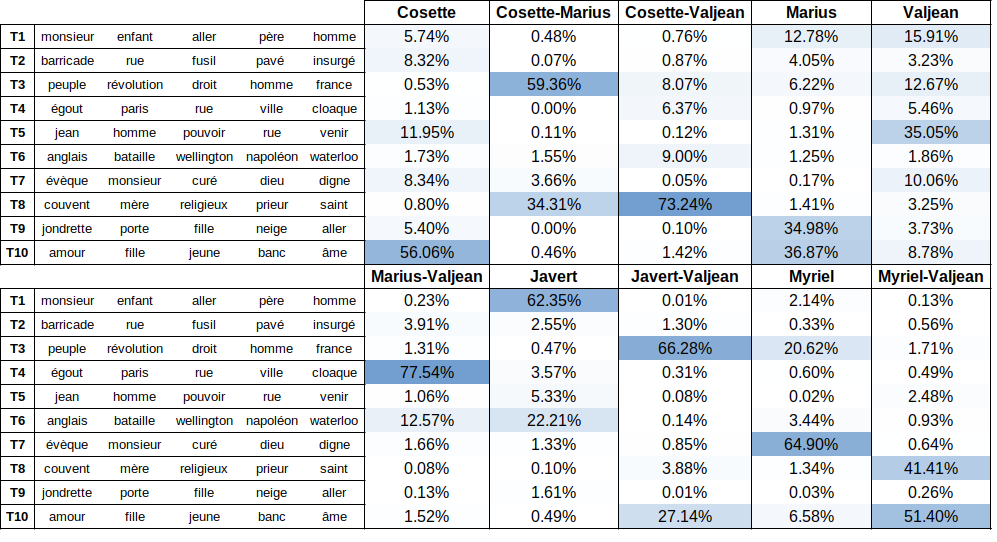 Cosette Cosette-Marius Cosette-Valjean Marius Valjean
T1 monsieur enfant aller père homme 5.74% 0.48% 0.76% 12.78% 15.91%
T2 barricade rue fusil pavé insurgé 8.32% 0.07% 0.87% 4.05% 3.23%
T3 peuple révolution droit homme france 0.53% 59.36% 8.07% 6.22% 12.67%
T4 égout paris rue ville cloaque 1.13% 0.00% 6.37% 0.97% 5.46%
T5 jean homme pouvoir rue venir 11.95% 0.11% 0.12% 1.31% 35.05%
T6 anglais bataille wellington napoléon waterloo 1.73% 1.55% 9.00% 1.25% 1.86%
T7 évèque monsieur curé dieu digne 8.34% 3.66% 0.05% 0.17% 10.06%
T8 couvent mère religieux prieur saint 0.80% 34.31% 73.24% 1.41% 3.25%
T9 jondrette porte fille neige aller 5.40% 0.00% 0.10% 34.98% 3.73%
T10 amour fille jeune banc âme 56.06% 0.46% 1.42% 36.87% 8.78%
Marius-Valjean Javert Javert-Valjean Myriel Myriel-Valjean
T1 monsieur enfant aller père homme 0.23% 62.35% 0.01% 2.14% 0.13%
T2 barricade rue fusil pavé insurgé 3.91% 2.55% 1.30% 0.33% 0.56%
T3 peuple révolution droit homme france 1.31% 0.47% 66.28% 20.62% 1.71%
T4 égout paris rue ville cloaque 77.54% 3.57% 0.31% 0.60% 0.49%
T5 jean homme pouvoir rue venir 1.06% 5.33% 0.08% 0.02% 2.48%
T6 anglais bataille wellington napoléon waterloo 12.57% 22.21% 0.14% 3.44% 0.93%
T7 évèque monsieur curé dieu digne 1.66% 1.33% 0.85% 64.90% 0.64%
T8 couvent mère religieux prieur saint 0.08% 0.10% 3.88% 1.34% 41.41%
T9 jondrette porte fille neige aller 0.13% 1.61% 0.01% 0.03% 0.26%
T10 amour fille jeune banc âme 1.52% 0.49% 27.14% 6.58% 51.40%